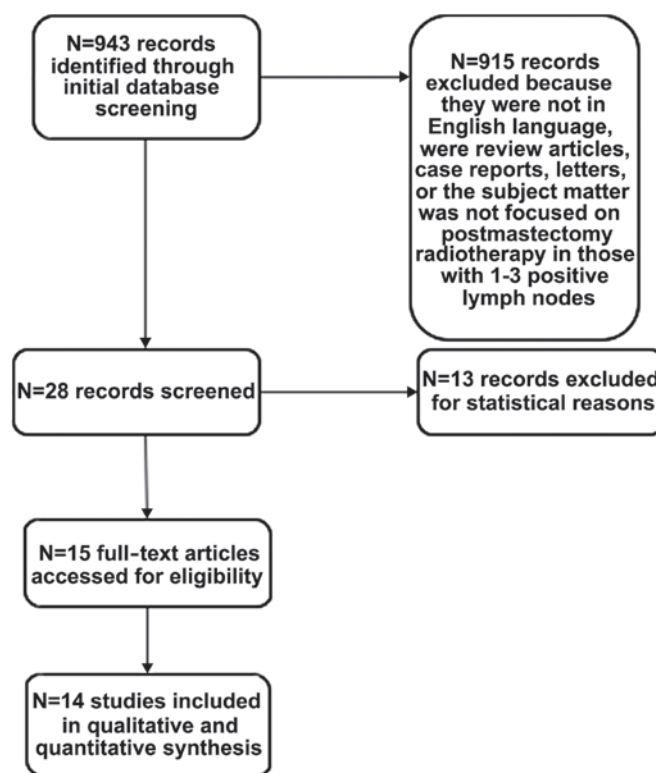 N=943 records
identified through
initial database
screening
N=915 records
excluded because
they were not in
English language,
were review articles,
case reports, letters,
or the subject matter
was not focused on
postmastectomy
radiotherapy in those
with 1-3 positive
lymph nodes
N=28 records screened
N=13 records excluded
for statistical reasons
N=15 full-text articles
accessed for eligibility
N=14 studies included
in qualitative and
quantitative synthesis